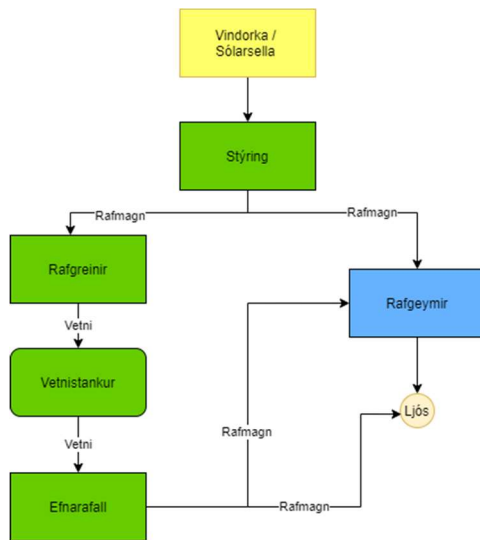 Vindorka /
Sólarsella
Stýring
Rafmagn
Rafmagn
Rafgreinir
Rafgeymir
Vetni
Vetnistankur
Ljós
Vetni
Rafmagn
Efnarafall
Rafmagn